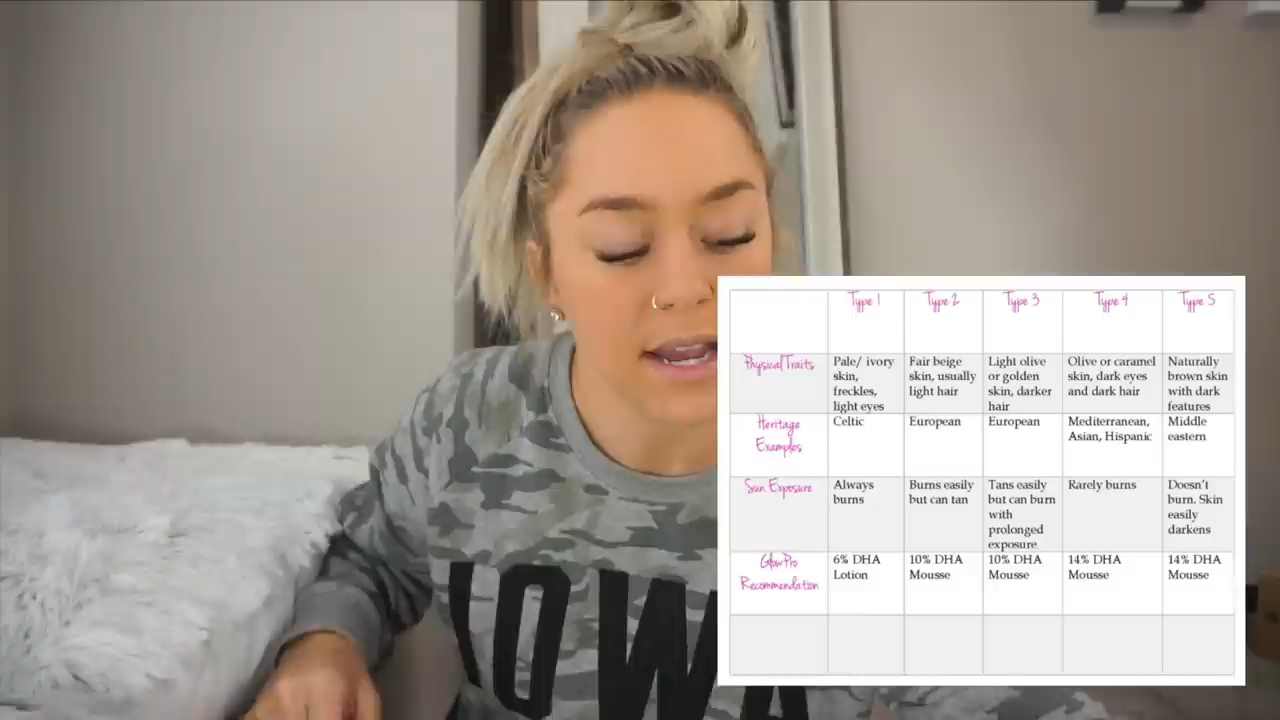 Type 1 Type 2 Type 3 Type 4 Type 5
Physical Traits
Pale/ ivory
skin,
freckles,
light eyes
Fair beige
skin, usually
light hair
Light olive
or golden
skin, darker
hair
Olive or caramel
skin, dark eyes
and dark hair
Naturally
brown skin
with dark
features
Heritage
Examples
Celtic
European
European
Mediterranean,
Asian, Hispanic
Middle
eastern
Sun Exposure
Always
burns
Burns easily
but can tan
Tans easily
but can burn
with
prolonged
exposure
Rarely burns
Doesn't
burn. Skin
easily
darkens
GlowPro
Recommendation
6% DHA
Lotion
10% DHA
Mousse
10% DHA
Mousse
14% DHA
Mousse
14% DHA
Mousse
IOWA